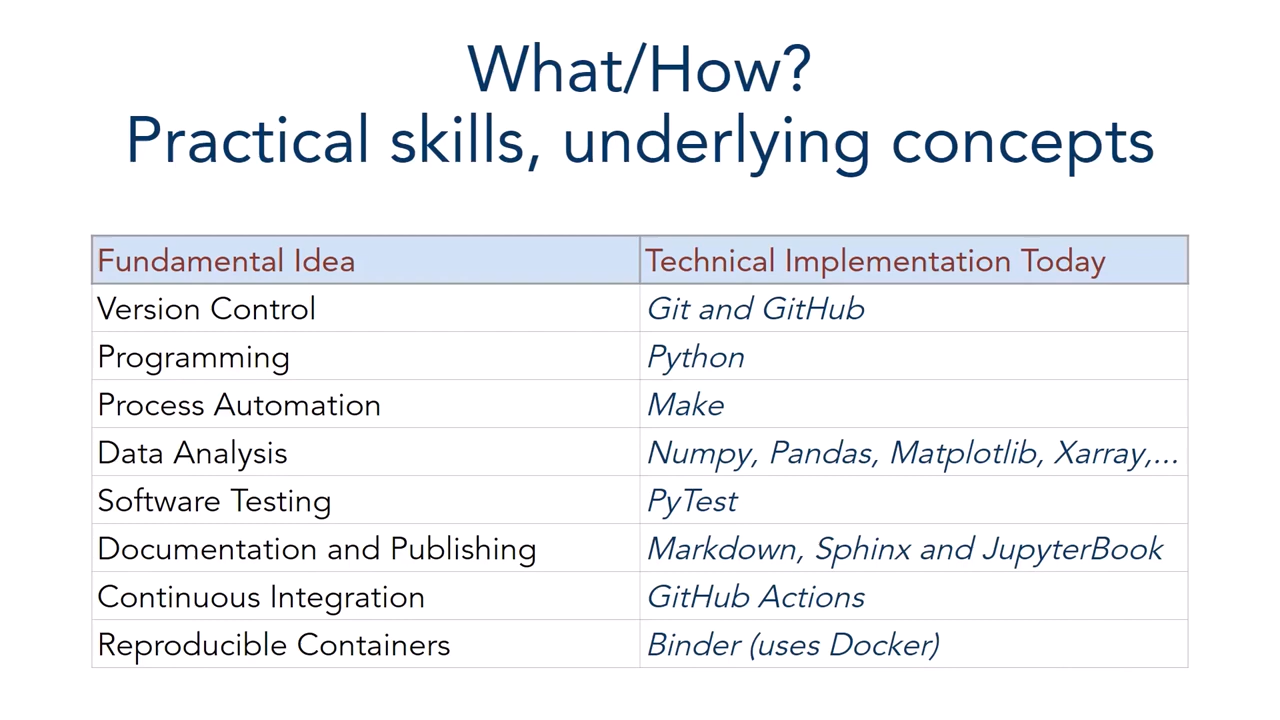 What/How?
Practical skills, underlying concepts
Fundamental Idea Technical Implementation Today
Version Control Git and GitHub
Programming Python
Process Automation Make
Data Analysis Numpy, Pandas, Matplotlib, Xarray,...
Software Testing PyTest
Documentation and Publishing Markdown, Sphinx and JupyterBook
Continuous Integration GitHub Actions
Reproducible Containers Binder (uses Docker)